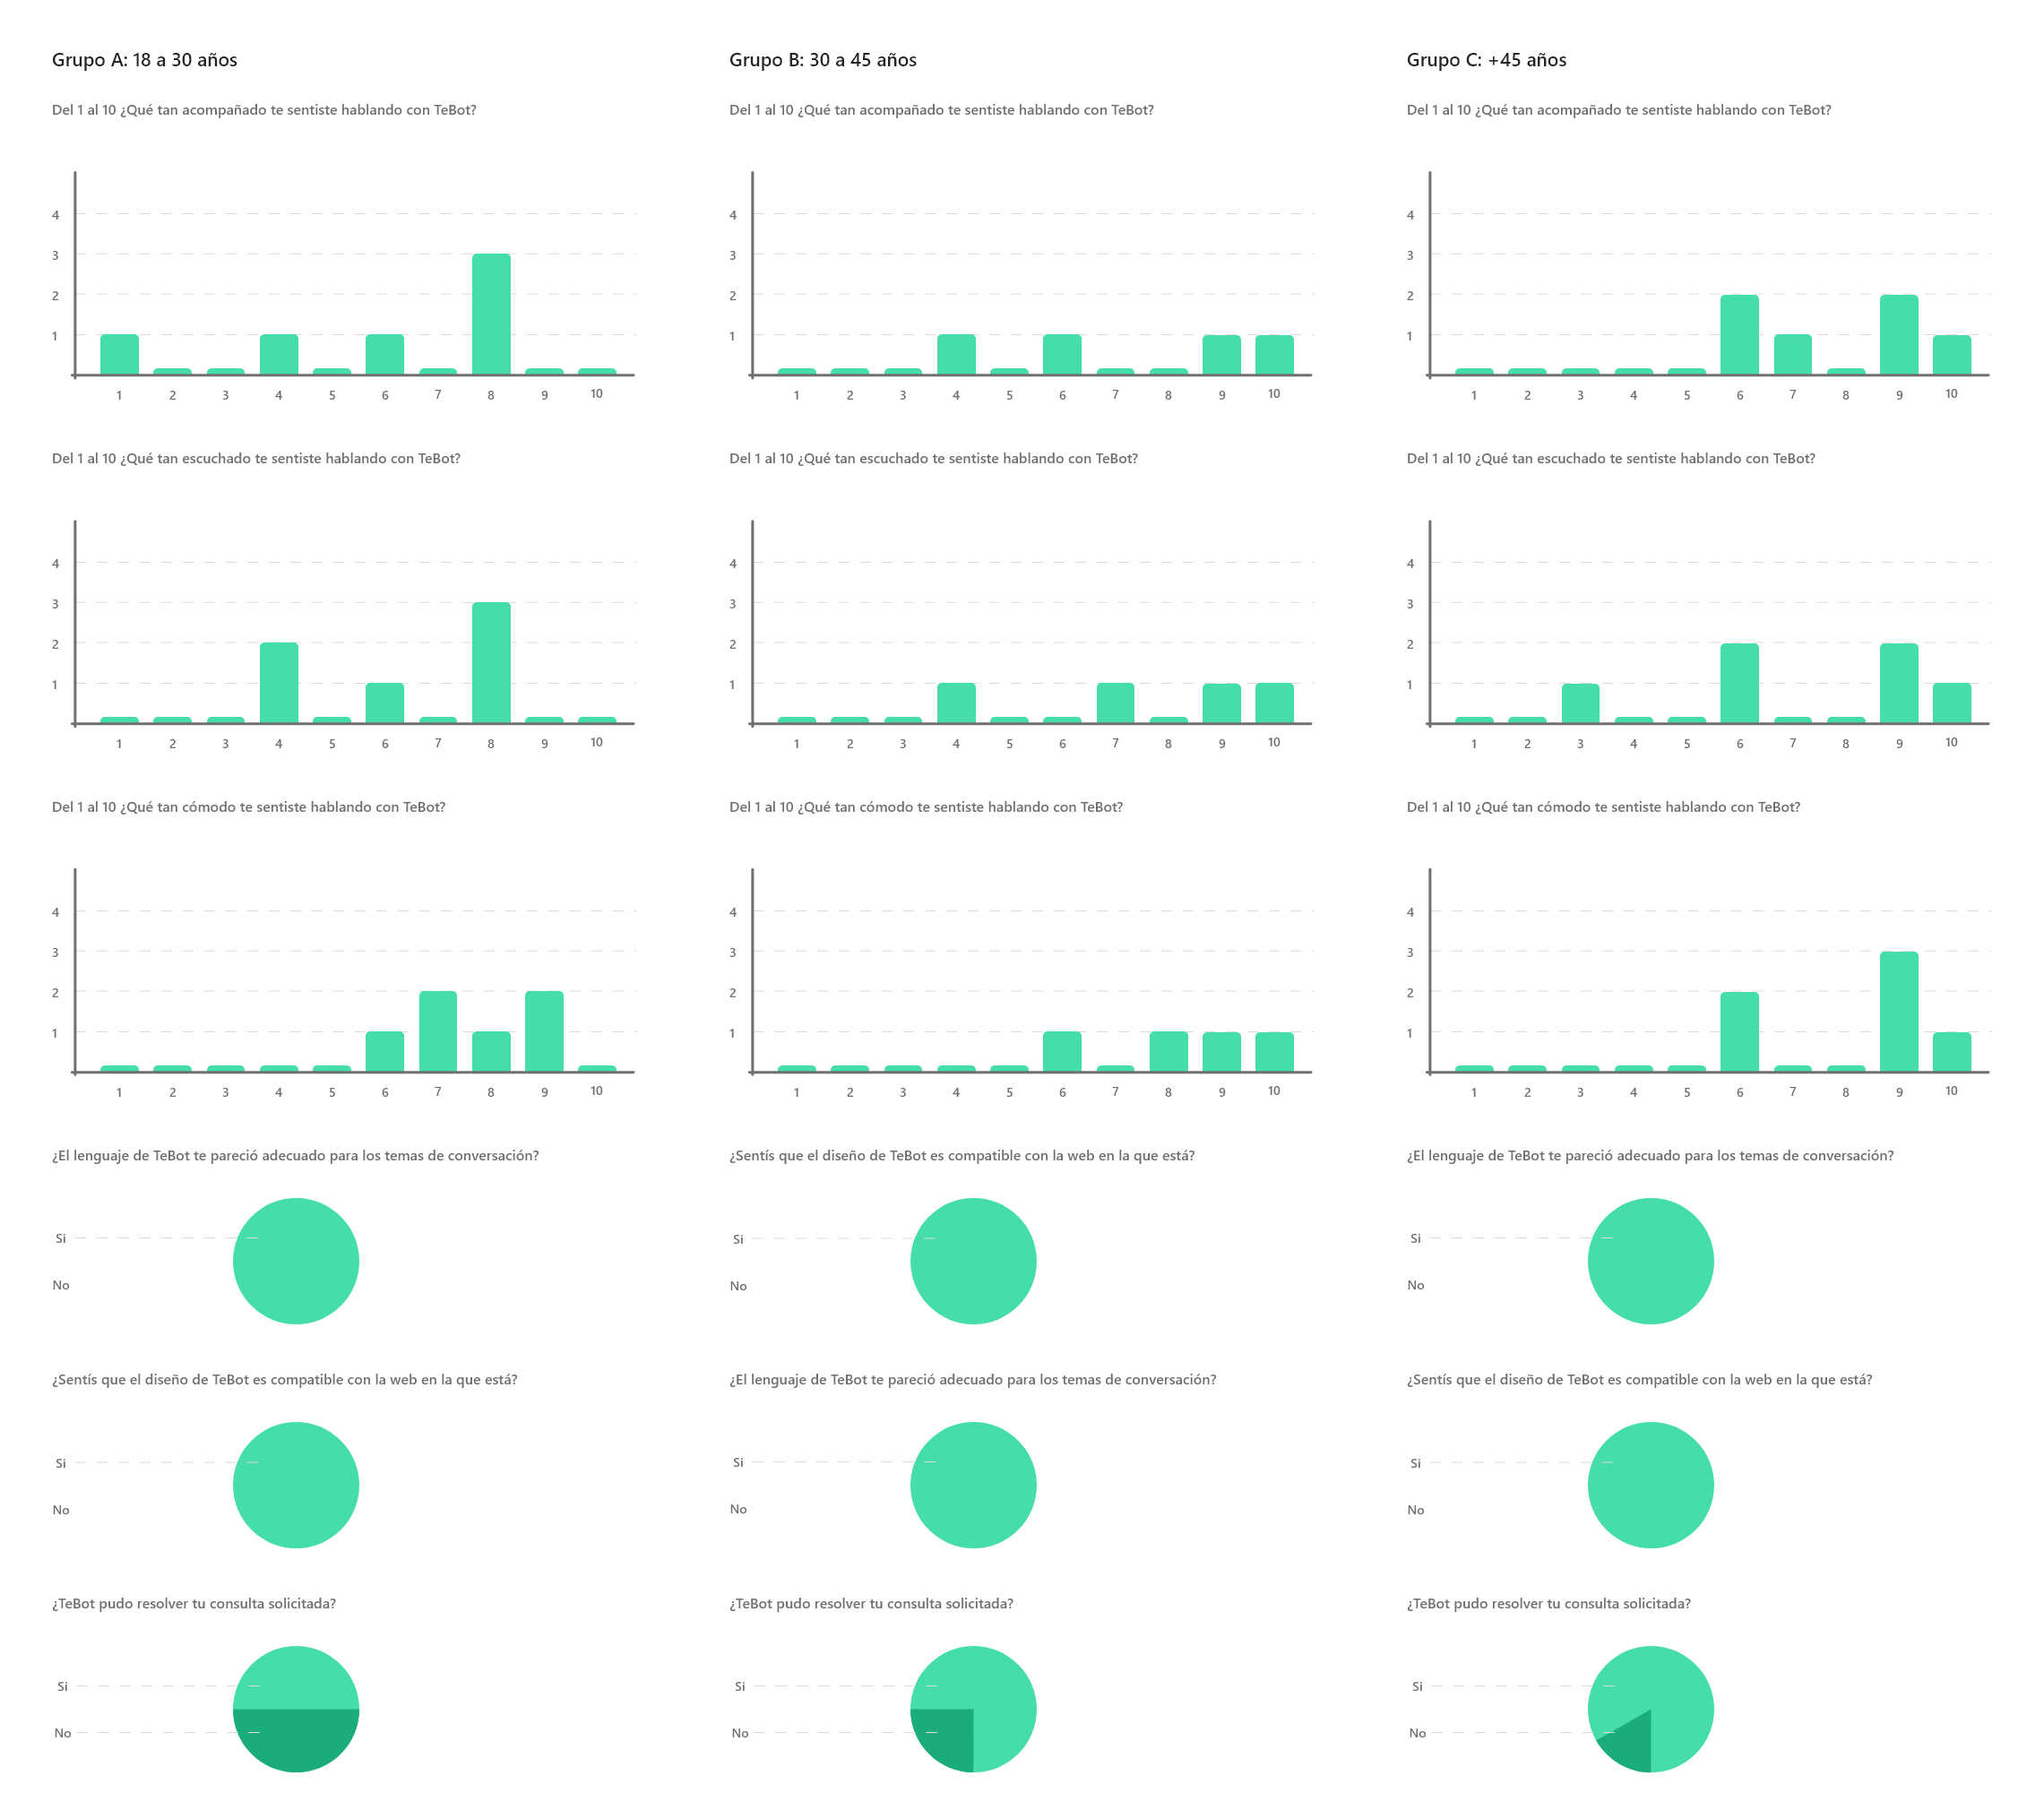 Grupo A: 18 a 30 años
Del 1 al 10 ¿Qué tan acompañado te sentiste hablando con TeBot?
4
3
2
1
1 2 3 4 5 6 7 8 9 10
Del 1 al 10 ¿Qué tan escuchado te sentiste hablando con TeBot?
4
3
2
1
1 2 3 4 5 6 7 8 9 10
Del 1 al 10 ¿Qué tan cómodo te sentiste hablando con TeBot?
4
3
2
1
1 2 3 4 5 6 7 8 9 10
¿El lenguaje de TeBot te pareció adecuado para los temas de conversación?
Si
No
¿Sentís que el diseño de TeBot es compatible con la web en la que está?
Si
No
¿TeBot pudo resolver tu consulta solicitada?
Si
No
Grupo B: 30 a 45 años
Del 1 al 10 ¿Qué tan acompañado te sentiste hablando con TeBot?
4
3
2
1
1 2 3 4 5 6 7 8 9 10
Del 1 al 10 ¿Qué tan escuchado te sentiste hablando con TeBot?
4
3
2
1
1 2 3 4 5 6 7 8 9 10
Del 1 al 10 ¿Qué tan cómodo te sentiste hablando con TeBot?
4
3
2
1
1 2 3 4 5 6 7 8 9 10
¿Sentís que el diseño de TeBot es compatible con la web en la que está?
Si
No
¿El lenguaje de TeBot te pareció adecuado para los temas de conversación?
Si
No
¿TeBot pudo resolver tu consulta solicitada?
Si
No
Grupo C: +45 años
Del 1 al 10 ¿Qué tan acompañado te sentiste hablando con TeBot?
4
3
2
1
1 2 3 4 5 6 7 8 9 10
Del 1 al 10 ¿Qué tan escuchado te sentiste hablando con TeBot?
4
3
2
1
1 2 3 4 5 6 7 8 9 10
Del 1 al 10 ¿Qué tan cómodo te sentiste hablando con TeBot?
4
3
2
1
1 2 3 4 5 6 7 8 9 10
¿El lenguaje de TeBot te pareció adecuado para los temas de conversación?
Si
No
¿Sentís que el diseño de TeBot es compatible con la web en la que está?
Si
No
¿TeBot pudo resolver tu consulta solicitada?
Si
No